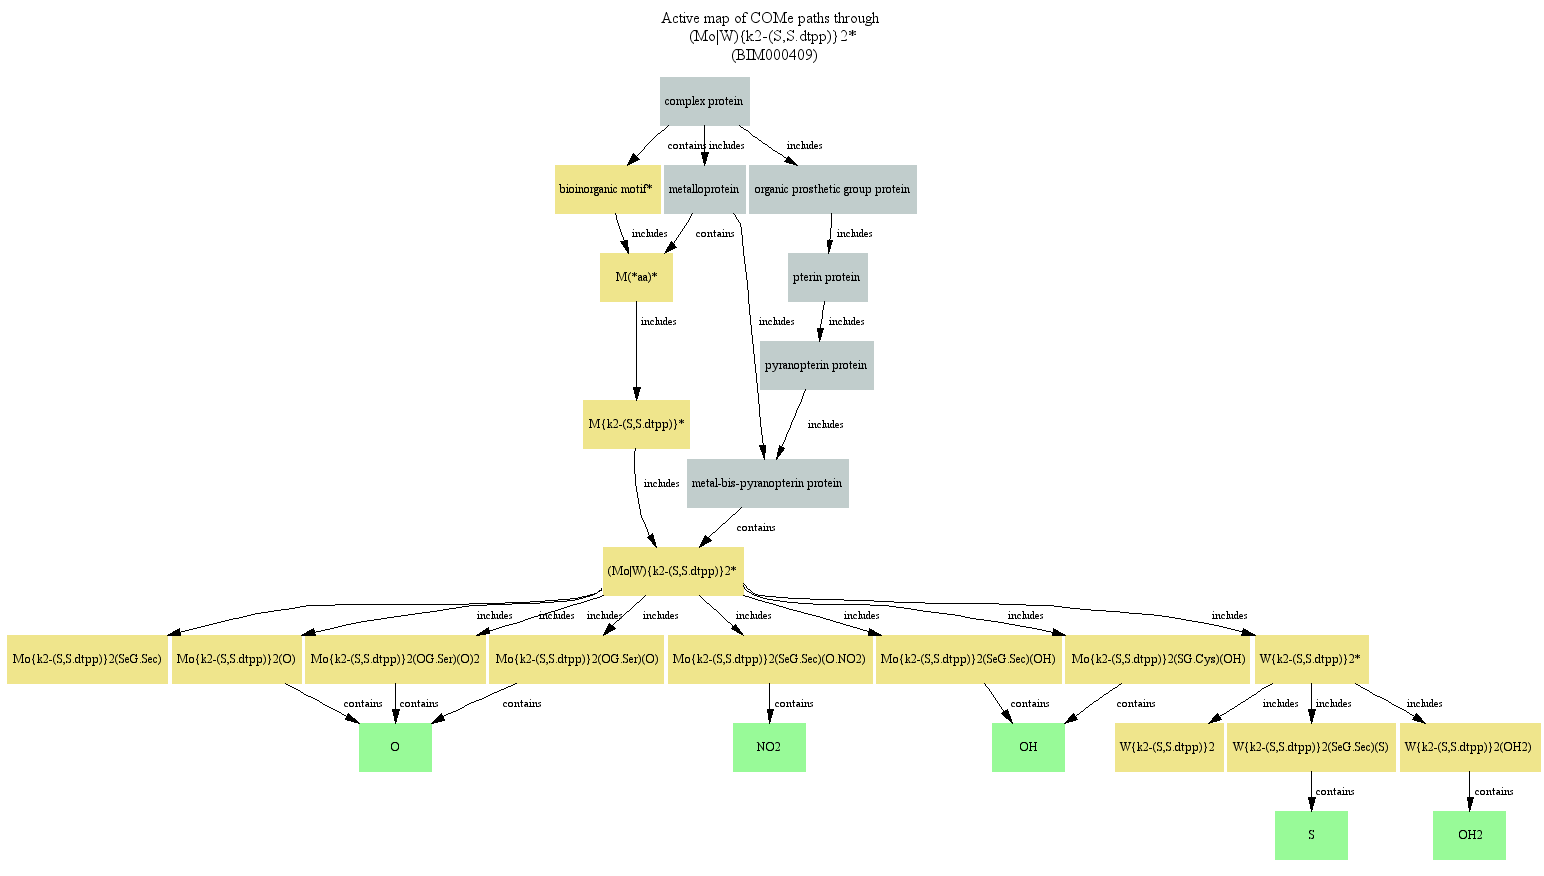 Active map of COMe paths through
(Mo|W){k2-(S,S.dtpp)}2*
(BIM000409)
complex protein
contains includes includes
bioinorganic motif* metalloprotein organic prosthetic group protein
includes contains includes
M(*aa)* pterin protein
includes includes includes
pyranopterin protein
M{k2-(S,S.dtpp)}* includes
includes metal-bis-pyranopterin protein
contains
(Mo|W){k2-(S,S.dtpp)}2*
includes includes includes includes includes includes includes includes
Mo{k2-(S,S.dtpp)}2(SeG.Sec) Mo{k2-(S,S.dtpp)}2(O) Mo{k2-(S,S.dtpp)}2(OG.Ser)(O)2 Mo{k2-(S,S.dtpp)}2(OG.Ser)(O) Mo{k2-(S,S.dtpp)}2(SeG.Sec)(O.NO2) Mo{k2-(S,S.dtpp)}2(SeG.Sec)(OH) Mo{k2-(S,S.dtpp)}2(SG.Cys)(OH) W{k2-(S,S.dtpp)}2*
contains contains contains contains contains contains includes includes includes
O NO2 OH W{k2-(S,S.dtpp)}2 W{k2-(S,S.dtpp)}2(SeG.Sec)(S) W{k2-(S,S.dtpp)}2(OH2)
contains contains
S OH2